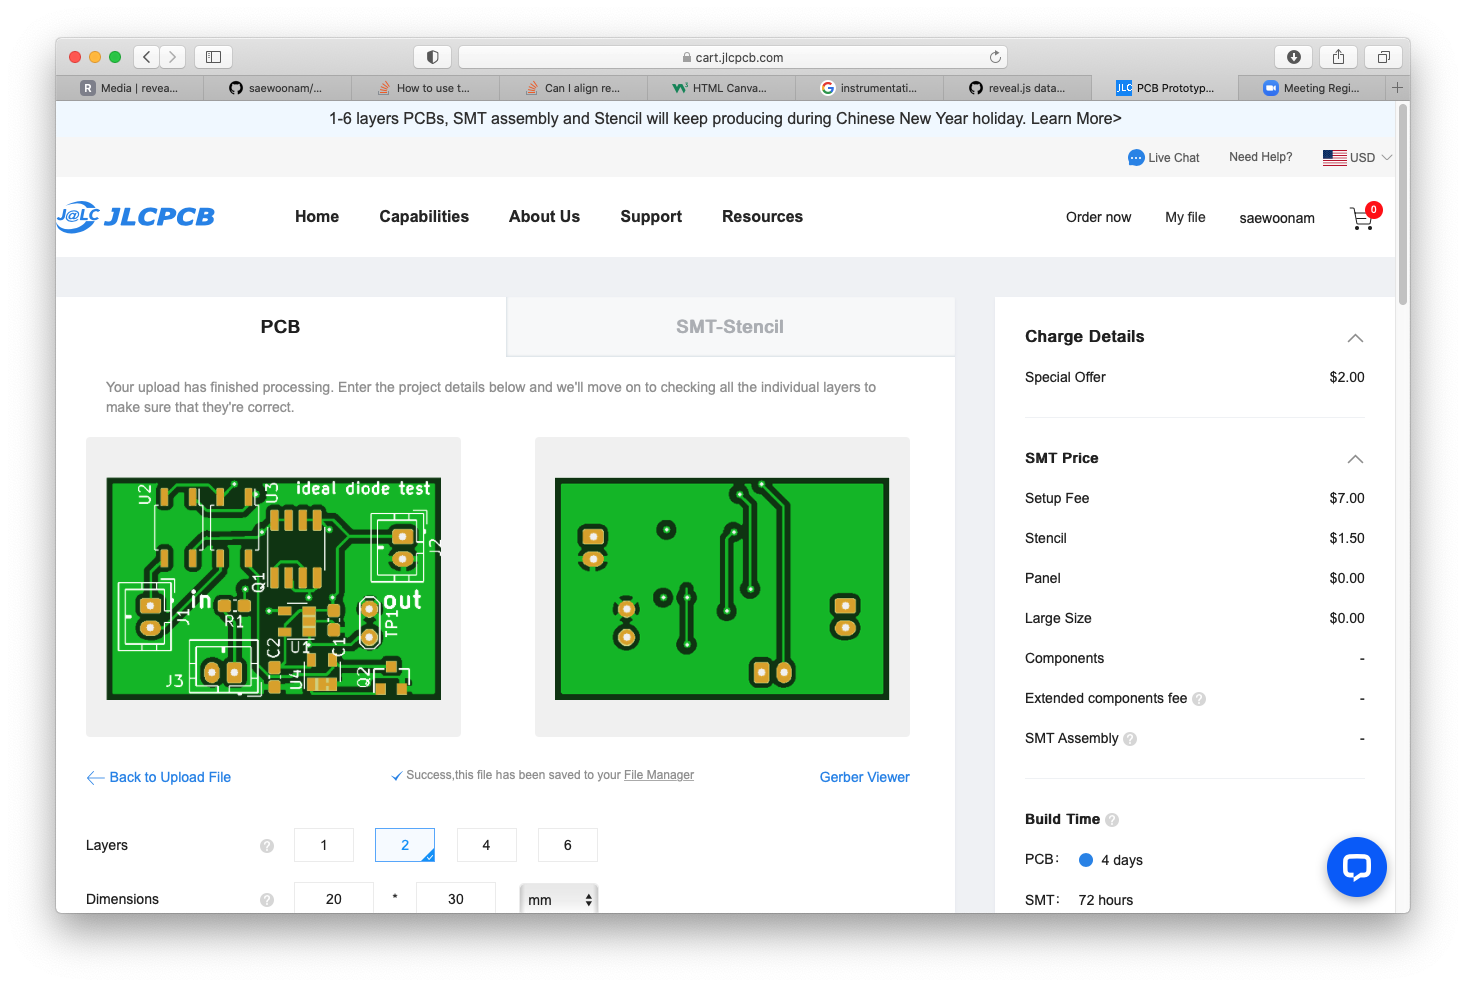 cart.jlcpcb.com
Media | revea...
saewoonam/...
How to use t...
Can I align re...
HTML Canva...
instrumentati...
reveal.js data...
PCB Prototyp...
Meeting Regi...
1-6 layers PCBs, SMT assembly and Stencil will keep producing during Chinese New Year holiday. Learn More>
Live Chat Need Help? USD
J@LC JLCPCB Home Capabilities About Us Support Resources Order now My file saewoonam 0
PCB SMT-Stencil
Your upload has finished processing. Enter the project details below and we'll move on to checking all the individual layers to
make sure that they're correct.
U2 U3 ideal diode test
J2
Q1
in out
J1 R1 TP1
C2 U1 C1
J3 U4 Q2
Back to Upload File Success,this file has been saved to your File Manager Gerber Viewer
Layers ? 1 2 4 6
Dimensions ? 20 * 30 mm
Charge Details
Special Offer $2.00
SMT Price
Setup Fee $7.00
Stencil $1.50
Panel $0.00
Large Size $0.00
Components -
Extended components fee ? -
SMT Assembly ? -
Build Time ?
PCB: 4 days
SMT: 72 hours